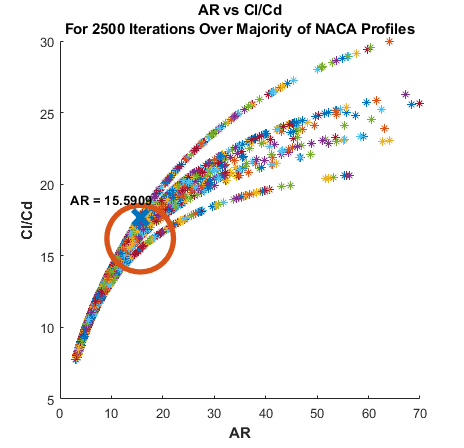 AR vs Cl/Cd
For 2500 Iterations Over Majority of NACA Profiles
30
25
20
15
10
5
Cl/Cd
AR = 15.5909
0 10 20 30 40 50 60 70
AR